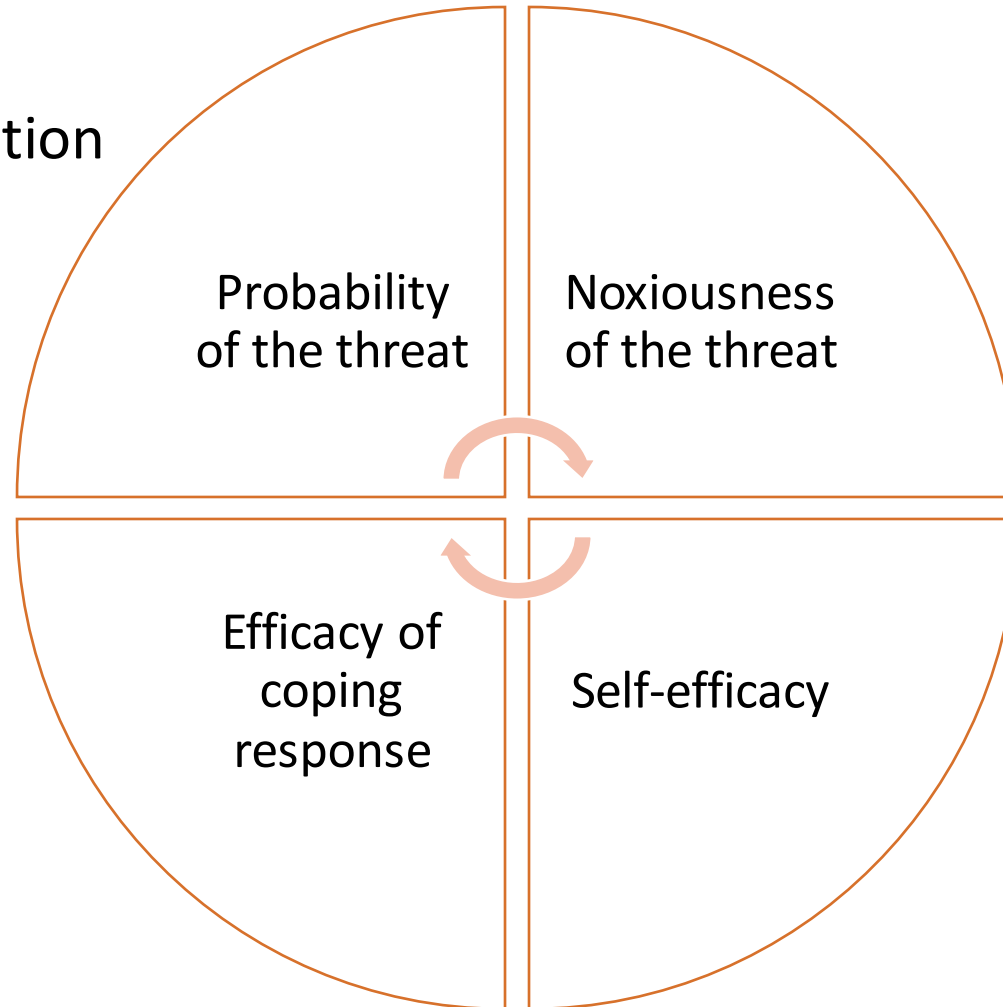 tion
Probability
of the threat
Noxiousness
of the threat
Efficacy of
coping
response
Self-efficacy